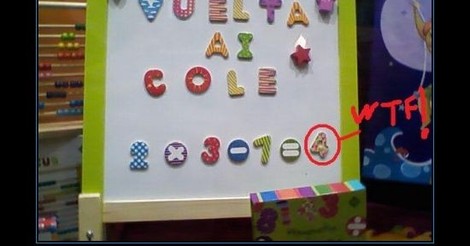 VUELTA
AL
COLE
WTF!
2 × 3 - 7 = 4